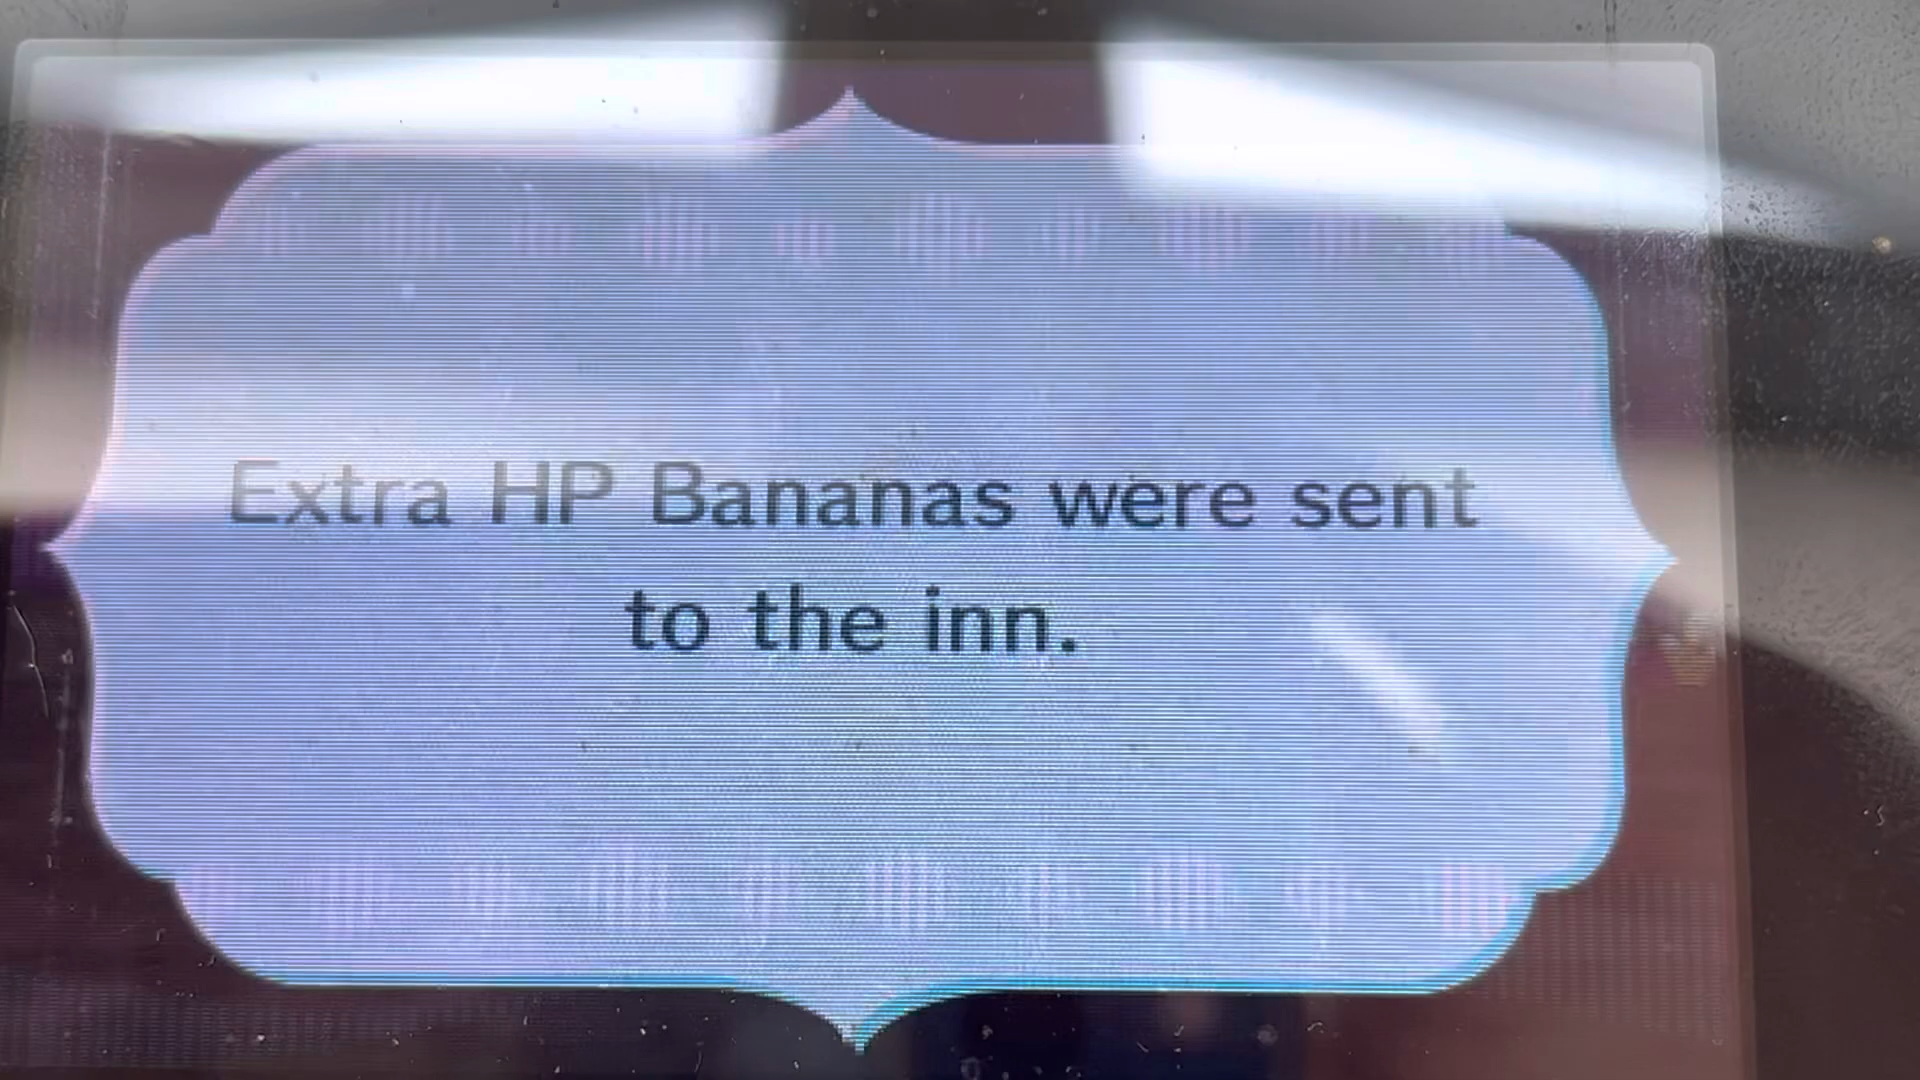 Extra HP Bananas were sent
to the inn.